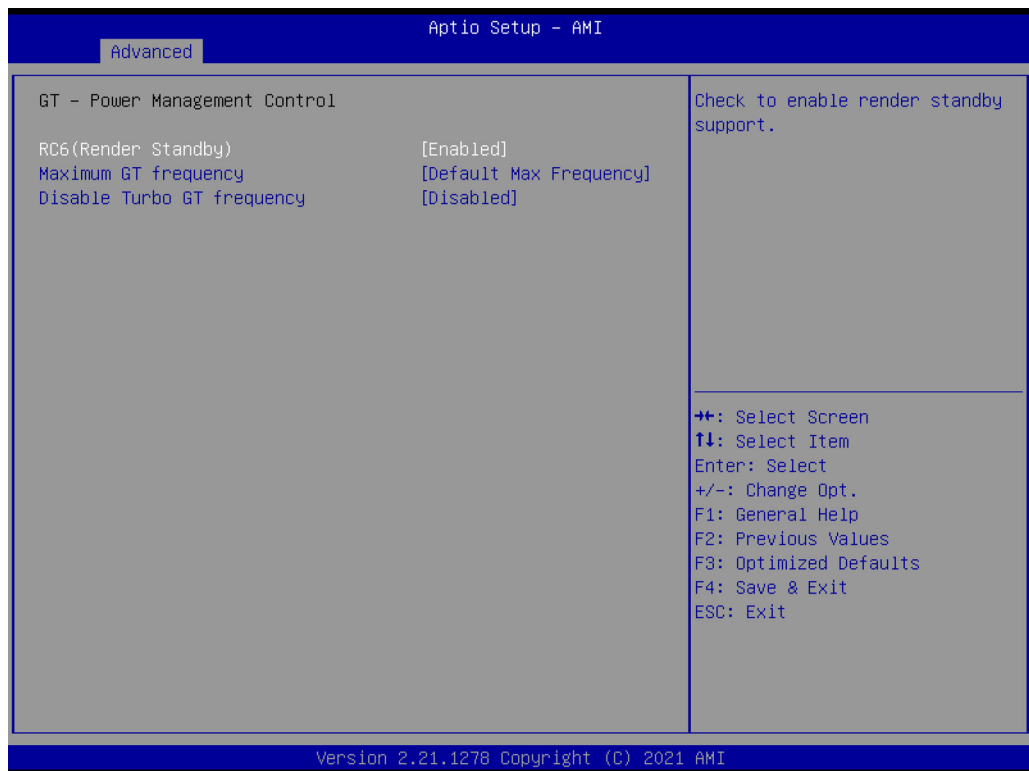 Aptio Setup – AMI
Advanced
GT – Power Management Control
RC6(Render Standby) [Enabled]
Maximum GT frequency [Default Max Frequency]
Disable Turbo GT frequency [Disabled]
Check to enable render standby
support.
→←: Select Screen
↑↓: Select Item
Enter: Select
+/-: Change Opt.
F1: General Help
F2: Previous Values
F3: Optimized Defaults
F4: Save & Exit
ESC: Exit
Version 2.21.1278 Copyright (C) 2021 AMI